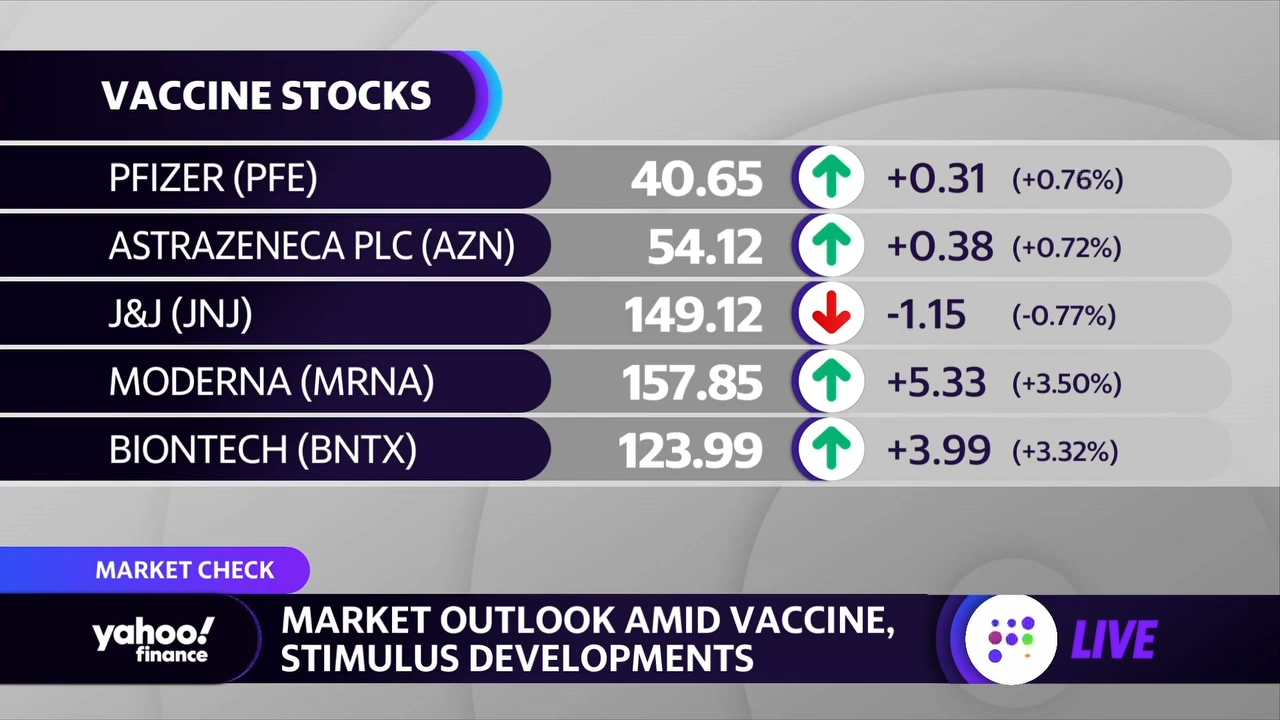 VACCINE STOCKS
PFIZER (PFE) 40.65 +0.31 (+0.76%)
ASTRAZENECA PLC (AZN) 54.12 +0.38 (+0.72%)
J&J (JNJ) 149.12 -1.15 (-0.77%)
MODERNA (MRNA) 157.85 +5.33 (+3.50%)
BIONTECH (BNTX) 123.99 +3.99 (+3.32%)
MARKET CHECK
yahoo!
finance
MARKET OUTLOOK AMID VACCINE,
STIMULUS DEVELOPMENTS
LIVE